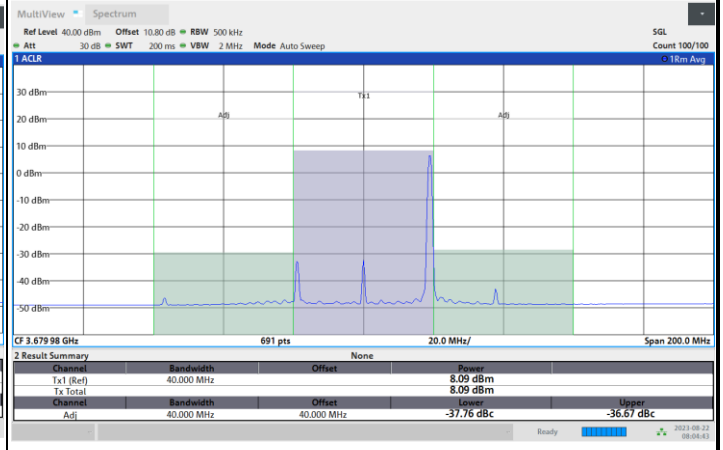 MultiView Spectrum
Ref Level 40.00 dBm Offset 10.80 dB RBW 500 kHz SGL
Att 30 dB SWT 200 ms VBW 2 MHz Mode Auto Sweep Count 100/100
1 ACLR 1Rm Avg
30 dBm
Tx1
20 dBm Adj Adj
10 dBm
0 dBm
-10 dBm
-20 dBm
-30 dBm
-40 dBm
-50 dBm
CF 3.679 98 GHz 691 pts 20.0 MHz/ Span 200.0 MHz
2 Result Summary None
Channel Bandwidth Offset Power
Tx1 (Ref) 40.000 MHz 8.09 dBm
Tx Total 8.09 dBm
Channel Bandwidth Offset Lower Upper
Adj 40.000 MHz 40.000 MHz -37.76 dBc -36.67 dBc
Ready 2023-08-22
08:04:43